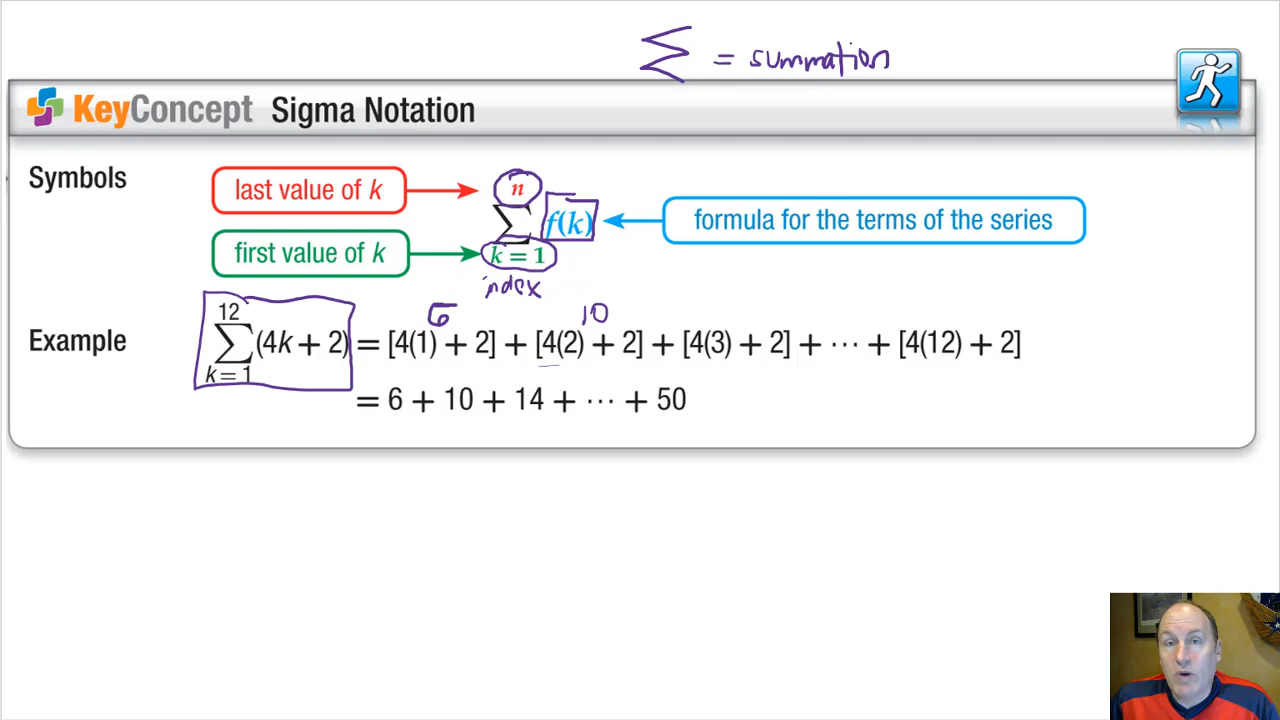 Σ = summation
KeyConcept Sigma Notation
Symbols
last value of k
n
∑ f(k)
formula for the terms of the series
first value of k
k = 1
index
6 10
Example
12
∑ (4k + 2) = [4(1) + 2] + [4(2) + 2] + [4(3) + 2] + ⋯ + [4(12) + 2]
k = 1
= 6 + 10 + 14 + ⋯ + 50